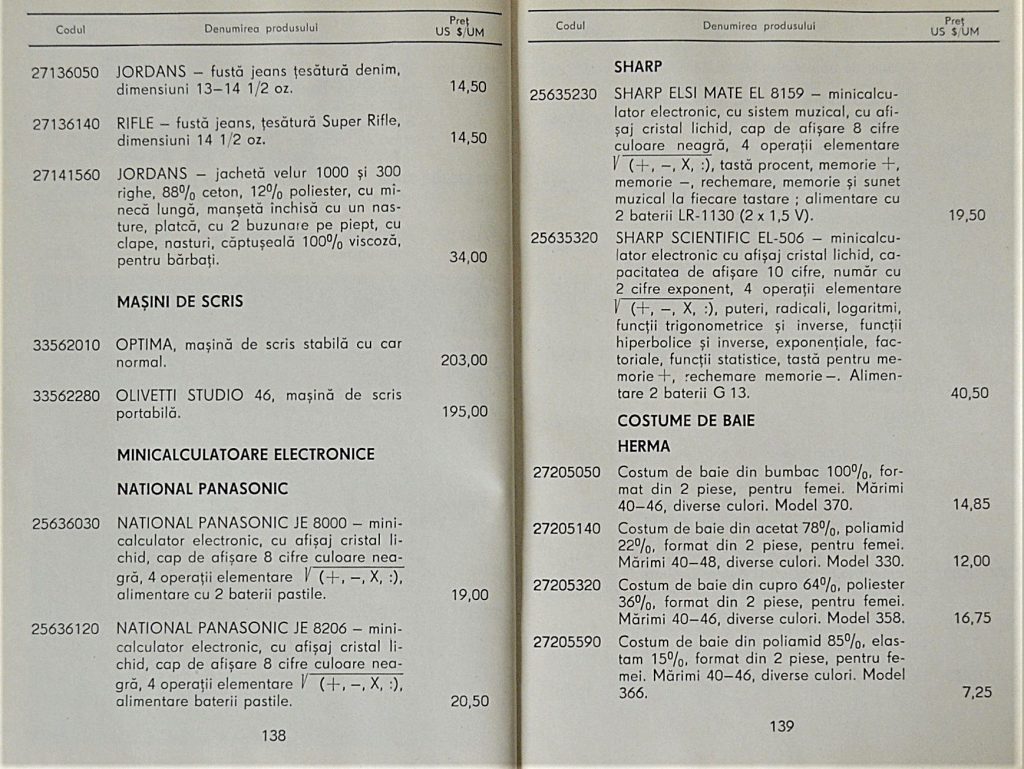 Codul Denumirea produsului Preț
US $/UM
27136050 JORDANS – fustă jeans țesătură denim,
dimensiuni 13–14 1/2 oz. 14,50
27136140 RIFLE – fustă jeans, țesătură Super Rifle,
dimensiuni 14 1/2 oz. 14,50
27141560 JORDANS – jachetă velur 1000 și 300
righe, 88% ceton, 12% poliester, cu mi-
necă lungă, manșetă închisă cu un nas-
ture, platcă, cu 2 buzunare pe piept, cu
clape, nasturi, căptușeală 100% viscoză,
pentru bărbați. 34,00
MAȘINI DE SCRIS
33562010 OPTIMA, mașină de scris stabilă cu car
normal. 203,00
33562280 OLIVETTI STUDIO 46, mașină de scris
portabilă. 195,00
MINICALCULATOARE ELECTRONICE
NATIONAL PANASONIC
25636030 NATIONAL PANASONIC JE 8000 – mini-
calculator electronic, cu afișaj cristal li-
chid, cap de afișare 8 cifre culoare nea-
gră, 4 operații elementare √ (+, –, X, :),
alimentare cu 2 baterii pastile. 19,00
25636120 NATIONAL PANASONIC JE 8206 – mini-
calculator electronic, cu afișaj cristal li-
chid, cap de afișare 8 cifre culoare nea-
gră, 4 operații elementare √ (+, –, X, :),
alimentare baterii pastile. 20,50
138
Codul Denumirea produsului Preț
US $/UM
SHARP
25635230 SHARP ELSI MATE EL 8159 – minicalcu-
lator electronic, cu sistem muzical, cu afi-
șaj cristal lichid, cap de afișare 8 cifre
culoare neagră, 4 operații elementare
√ (+, –, X, :), tastă procent, memorie +,
memorie –, rechemare, memorie și sunet
muzical la fiecare tastare ; alimentare cu
2 baterii LR-1130 (2 x 1,5 V). 19,50
25635320 SHARP SCIENTIFIC EL-506 – minicalcu-
lator electronic cu afișaj cristal lichid, ca-
pacitatea de afișare 10 cifre, număr cu
2 cifre exponent, 4 operații elementare
√ (+, –, X, :), puteri, radicali, logaritmi,
funcții trigonometrice și inverse, funcții
hiperbolice și inverse, exponențiale, fac-
toriale, funcții statistice, tastă pentru me-
morie +, rechemare memorie –. Alimen-
tare 2 baterii G 13. 40,50
COSTUME DE BAIE
HERMA
27205050 Costum de baie din bumbac 100%, for-
mat din 2 piese, pentru femei. Mărimi
40–46, diverse culori. Model 370. 14,85
27205140 Costum de baie din acetat 78%, poliamid
22%, format din 2 piese, pentru femei.
Mărimi 40–48, diverse culori. Model 330. 12,00
27205320 Costum de baie din cupro 64%, poliester
36%, format din 2 piese, pentru femei.
Mărimi 40–46, diverse culori. Model 358. 16,75
27205590 Costum de baie din poliamid 85%, elas-
tam 15%, format din 2 piese, pentru fe-
mei. Mărimi 40–46, diverse culori. Model
366. 7,25
139